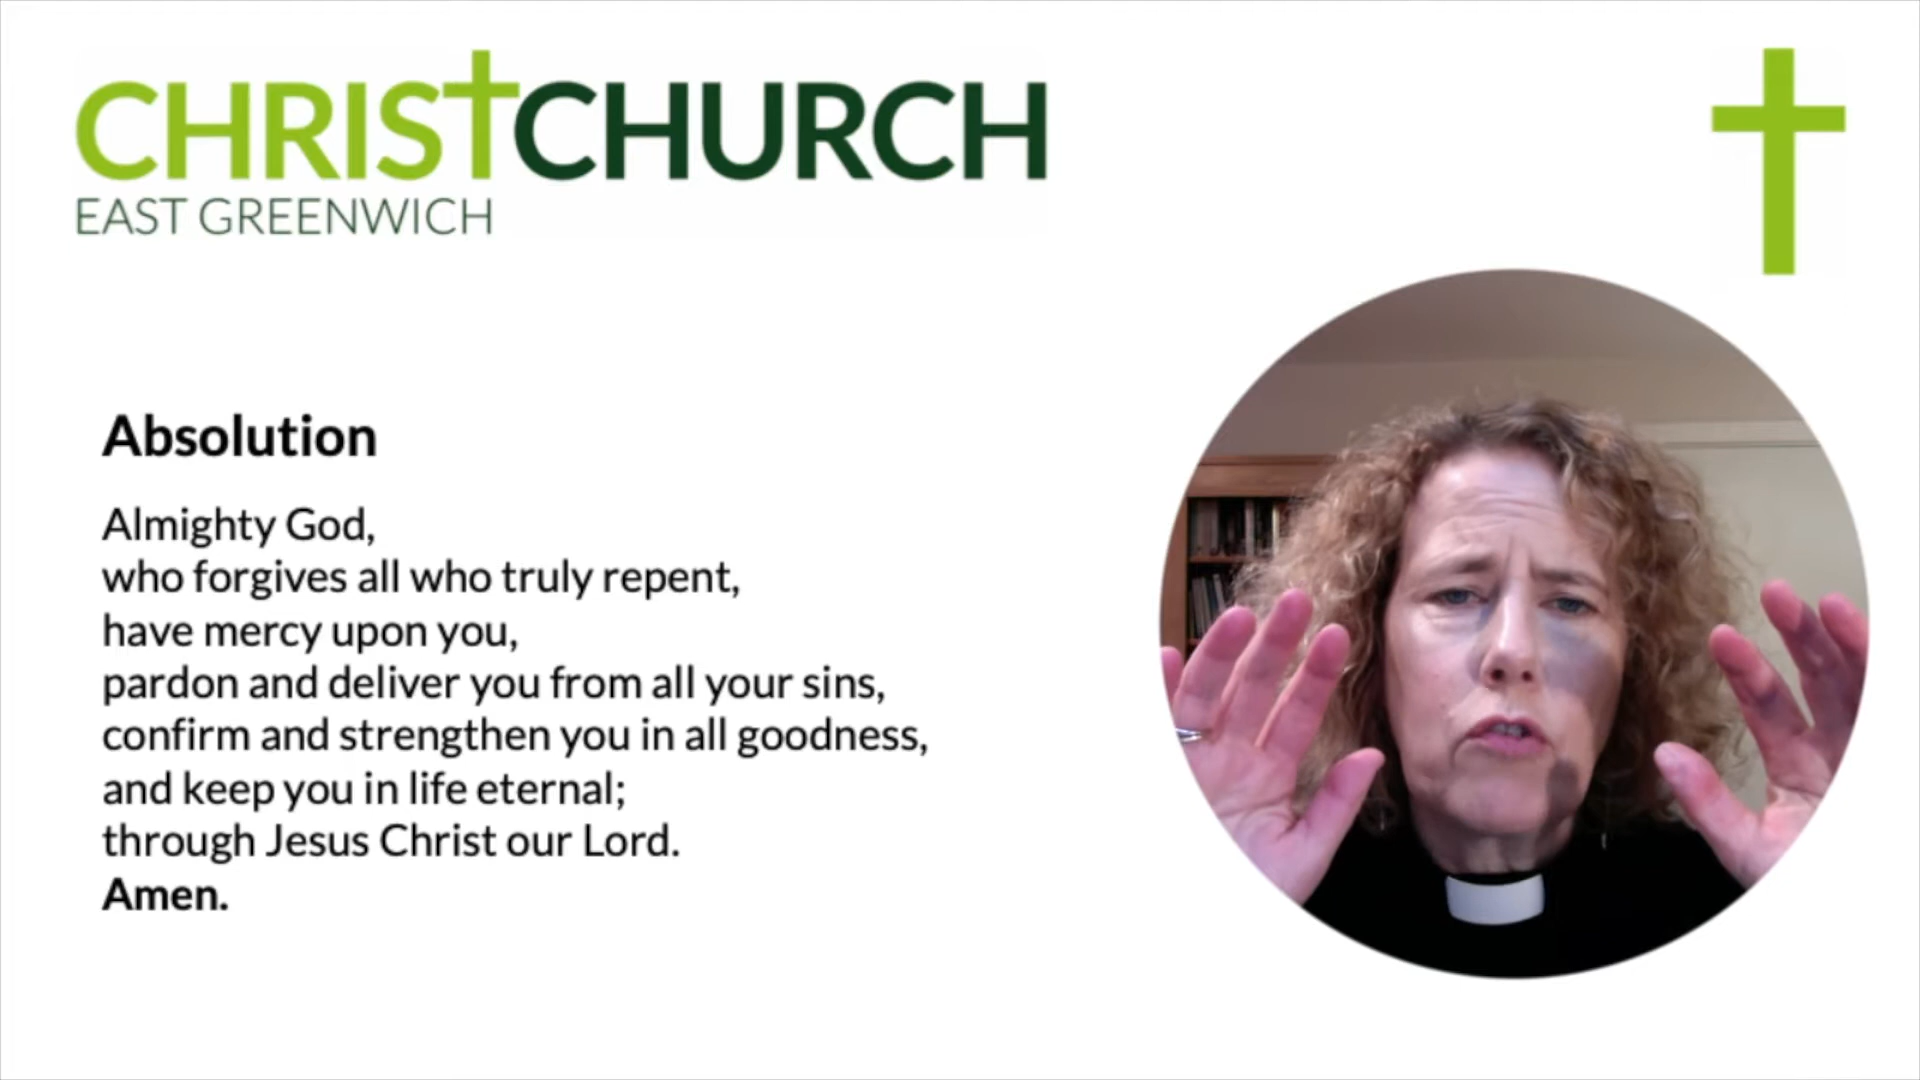 CHRISTCHURCH
EAST GREENWICH
Absolution
Almighty God,
who forgives all who truly repent,
have mercy upon you,
pardon and deliver you from all your sins,
confirm and strengthen you in all goodness,
and keep you in life eternal;
through Jesus Christ our Lord.
Amen.